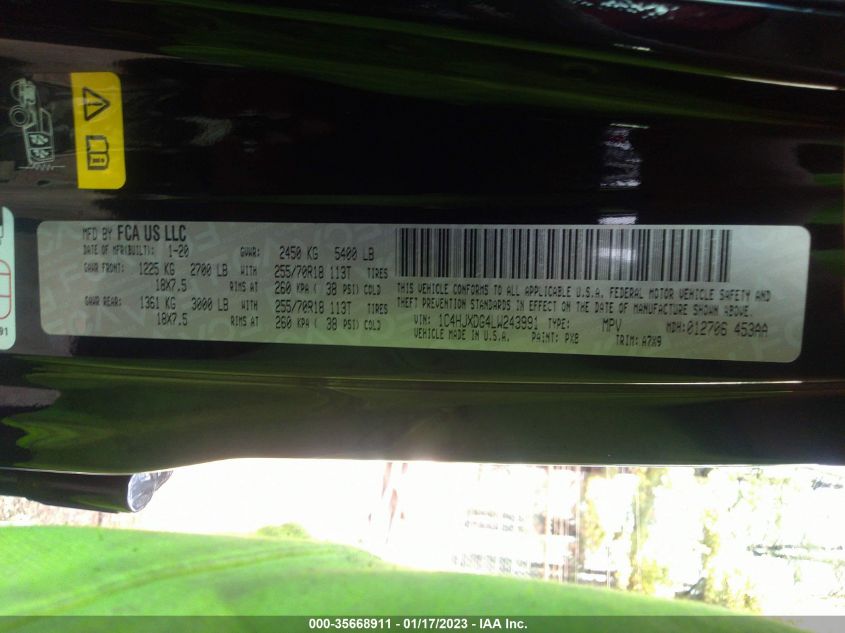 MFD BY FCA US LLC
DATE OF MFR(BUILT): 1-20 GVWR: 2450 KG 5400 LB
GAWR FRONT: 1225 KG 2700 LB WITH 255/70R18 113T TIRES
18X7.5 RIMS AT 260 KPA ( 38 PSI) COLD
GAWR REAR: 1361 KG 3000 LB WITH 255/70R18 113T TIRES
18X7.5 RIMS AT 260 KPA ( 38 PSI) COLD
THIS VEHICLE CONFORMS TO ALL APPLICABLE U.S.A. FEDERAL MOTOR VEHICLE SAFETY AND
THEFT PREVENTION STANDARDS IN EFFECT ON THE DATE OF MANUFACTURE SHOWN ABOVE.
VIN: 1C4HJXDG4LW243991 TYPE: MPV MDH: 012706 453AA
VEHICLE MADE IN U.S.A. PAINT: PX8 TRIM: A7X9
91
000-35668911 - 01/17/2023 - IAA Inc.